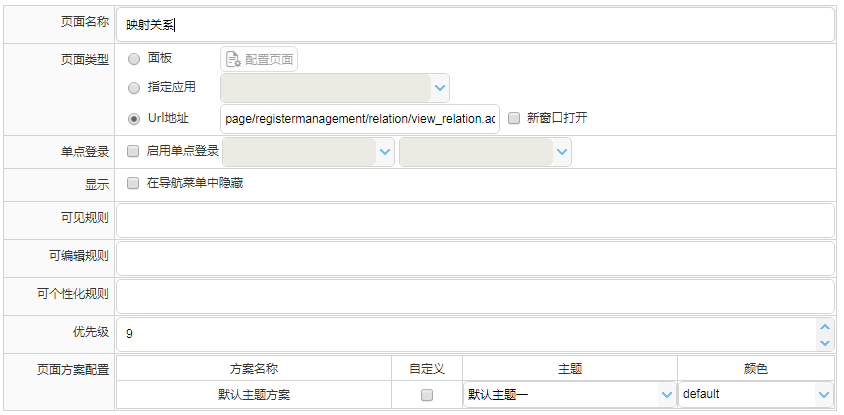 页面名称 映射关系
页面类型 面板 配置页面
指定应用
Url地址 page/registermanagement/relation/view_relation.ac 新窗口打开
单点登录 启用单点登录
显示 在导航菜单中隐藏
可见规则
可编辑规则
可个性化规则
优先级 9
页面方案配置 方案名称 自定义 主题 颜色
默认主题方案 默认主题一 default